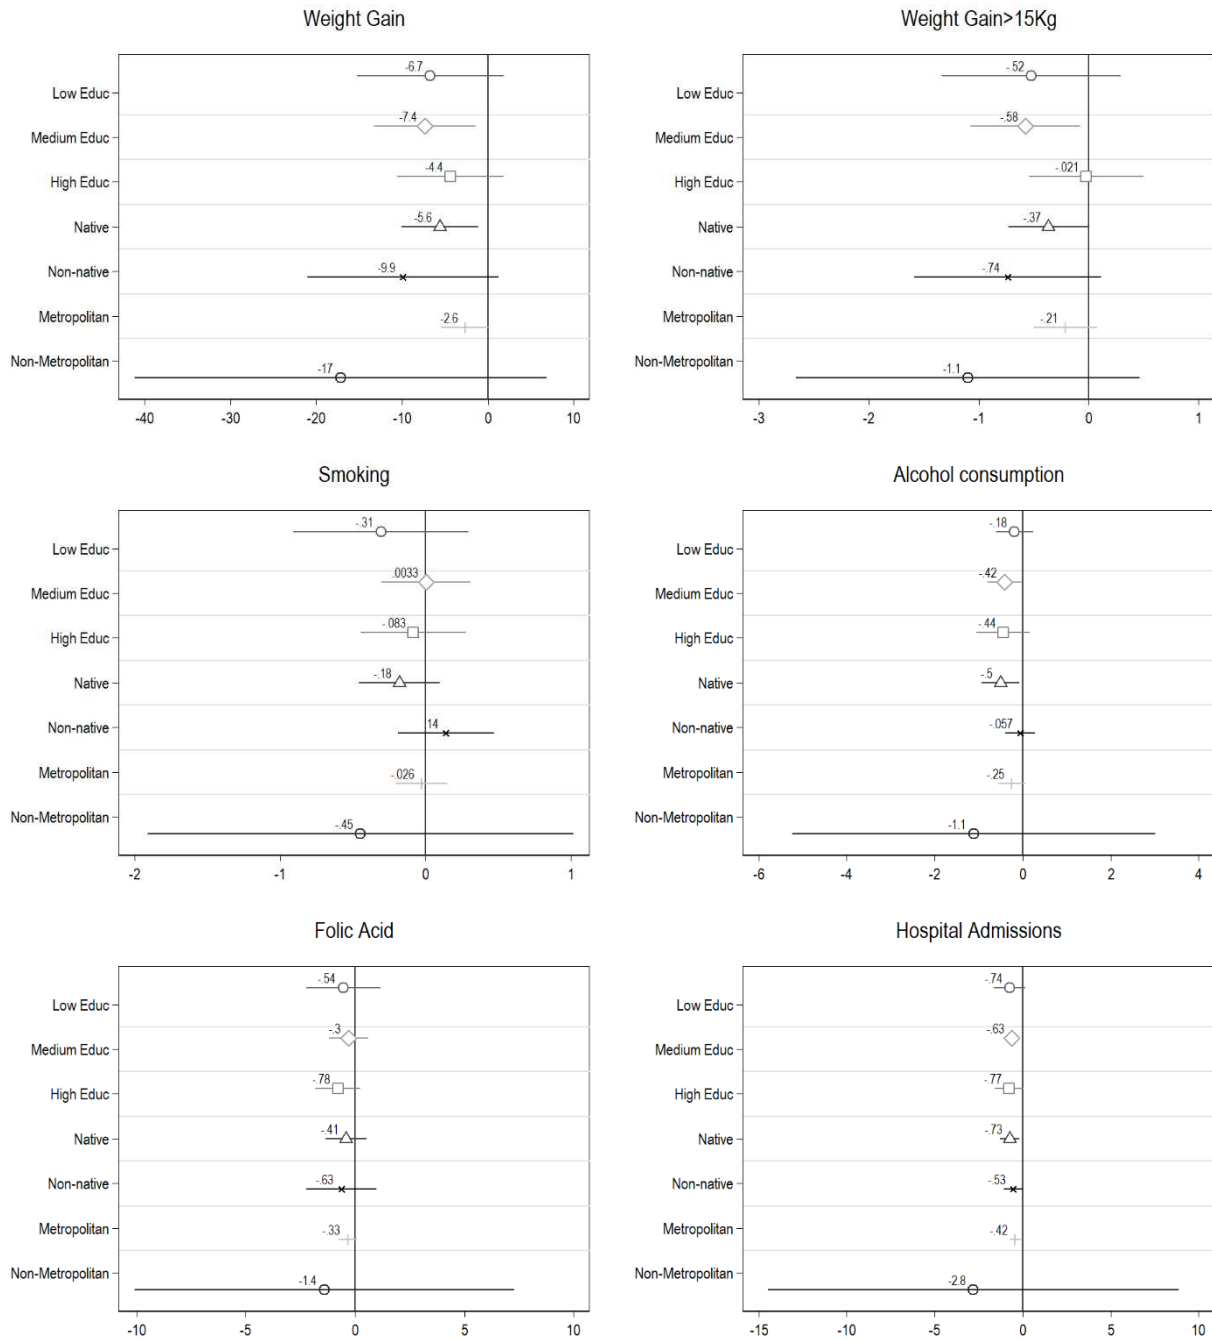 Weight Gain
Low Educ
Medium Educ
High Educ
Native
Non-native
Metropolitan
Non-Metropolitan
-6.7
-7.4
-4.4
-5.6
-9.9
-2.6
-17
-40 -30 -20 -10 0 10
Weight Gain>15Kg
Low Educ
Medium Educ
High Educ
Native
Non-native
Metropolitan
Non-Metropolitan
-.52
-.58
-.021
-.37
-.74
-.21
-1.1
-3 -2 -1 0 1
Smoking
Low Educ
Medium Educ
High Educ
Native
Non-native
Metropolitan
Non-Metropolitan
-.31
.0033
-.083
-.18
14
-.026
-.45
-2 -1 0 1
Alcohol consumption
Low Educ
Medium Educ
High Educ
Native
Non-native
Metropolitan
Non-Metropolitan
-.18
-.42
-.44
-.5
-.057
-.25
-1.1
-6 -4 -2 0 2 4
Folic Acid
Low Educ
Medium Educ
High Educ
Native
Non-native
Metropolitan
Non-Metropolitan
-.54
-.3
-.78
-.41
-.63
-.33
-1.4
-10 -5 0 5 10
Hospital Admissions
Low Educ
Medium Educ
High Educ
Native
Non-native
Metropolitan
Non-Metropolitan
-.74
-.63
-.77
-.73
-.53
-.42
-2.8
-15 -10 -5 0 5 10